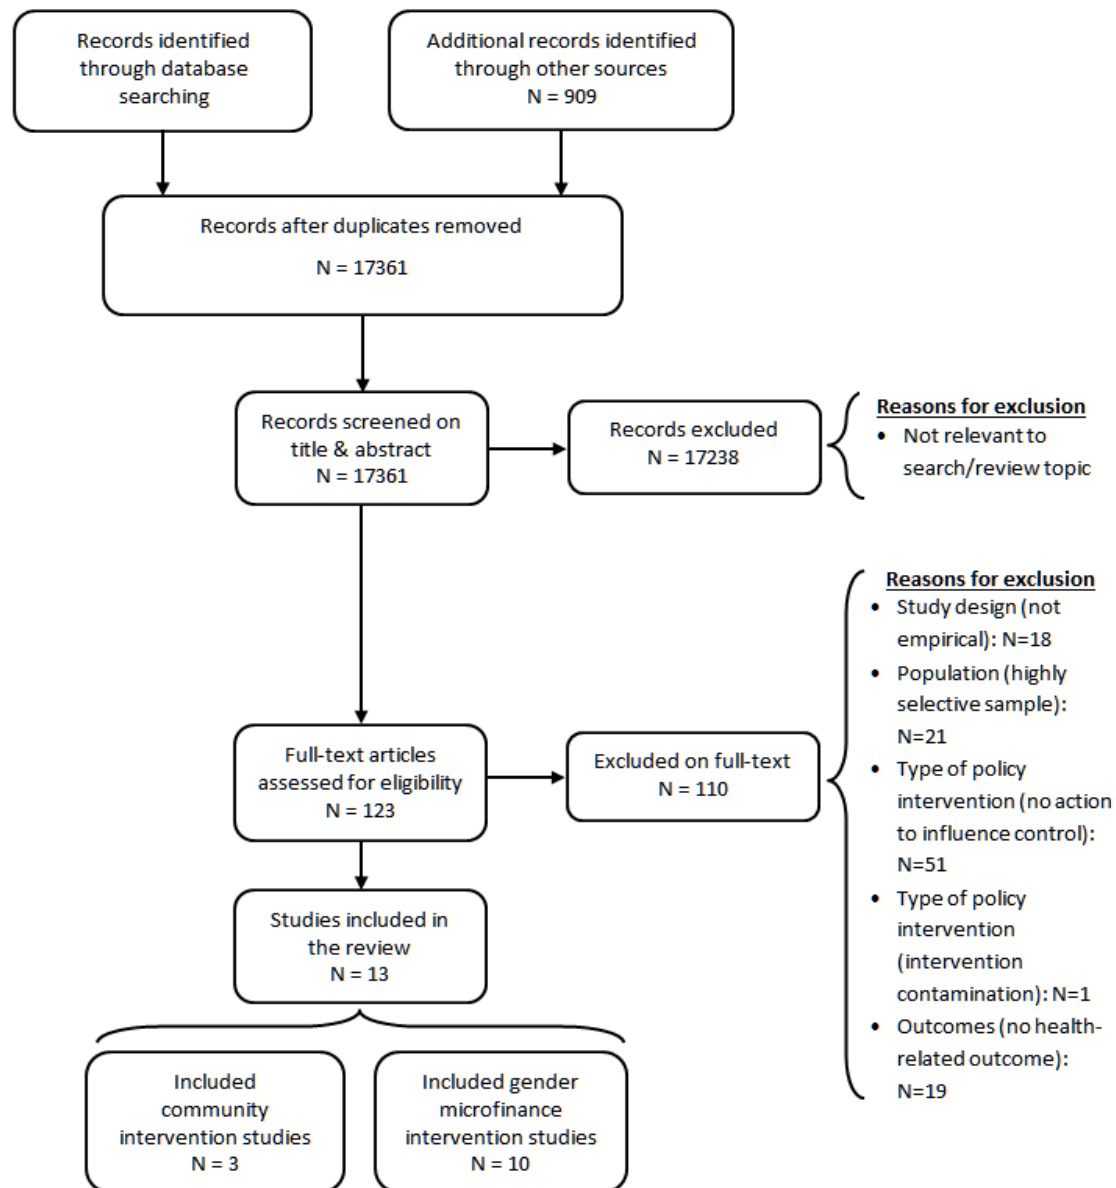 Records identified
through database
searching
Additional records identified
through other sources
N = 909
Records after duplicates removed
N = 17361
Records screened on
title & abstract
N = 17361
Records excluded
N = 17238
Reasons for exclusion
• Not relevant to
search/review topic
Full-text articles
assessed for eligibility
N = 123
Excluded on full-text
N = 110
Reasons for exclusion
• Study design (not
empirical): N=18
• Population (highly
selective sample):
N=21
• Type of policy
intervention (no action
to influence control):
N=51
• Type of policy
intervention
(intervention
contamination): N=1
• Outcomes (no health-
related outcome):
N=19
Studies included in
the review
N = 13
Included
community
intervention studies
N = 3
Included gender
microfinance
intervention studies
N = 10